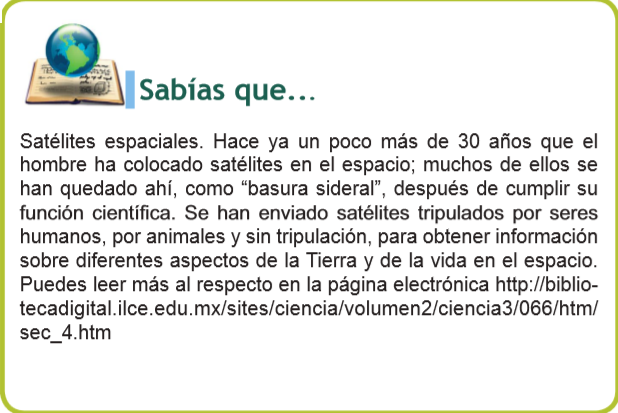 Sabías que...
Satélites espaciales. Hace ya un poco más de 30 años que el
hombre ha colocado satélites en el espacio; muchos de ellos se
han quedado ahí, como “basura sideral”, después de cumplir su
función científica. Se han enviado satélites tripulados por seres
humanos, por animales y sin tripulación, para obtener información
sobre diferentes aspectos de la Tierra y de la vida en el espacio.
Puedes leer más al respecto en la página electrónica http://biblio-
tecadigital.ilce.edu.mx/sites/ciencia/volumen2/ciencia3/066/htm/
sec_4.htm